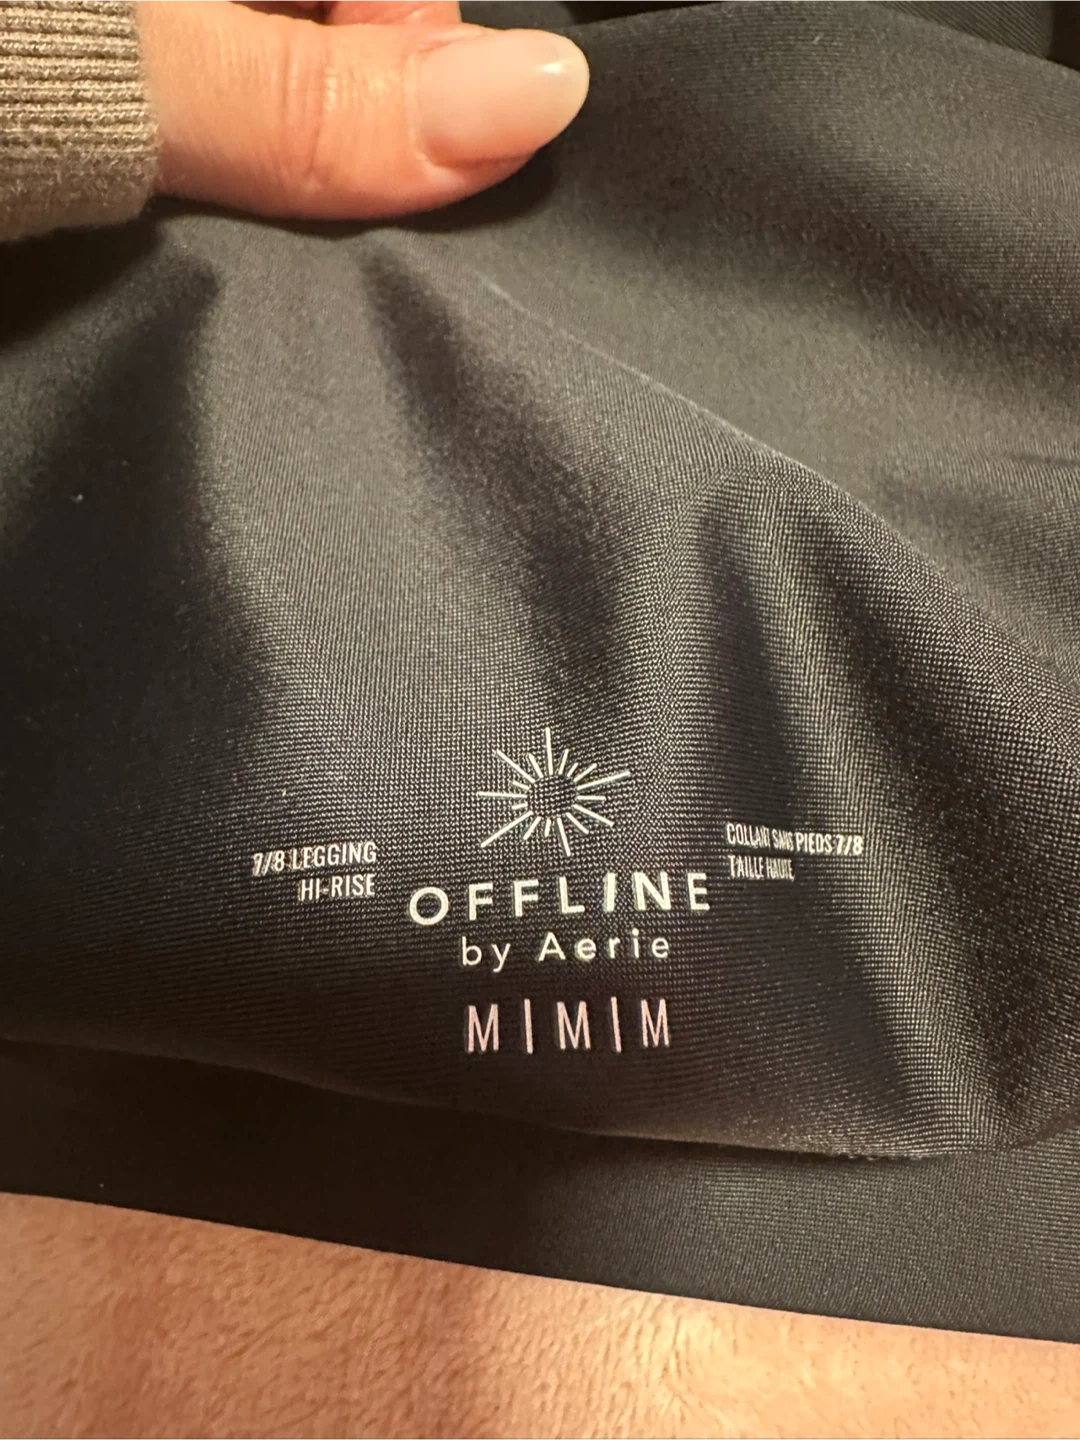 7/8 LEGGING
HI-RISE
OFFLINE
by Aerie
M|M|M
COLLANT SANS PIEDS 7/8
TAILLE HAUTE